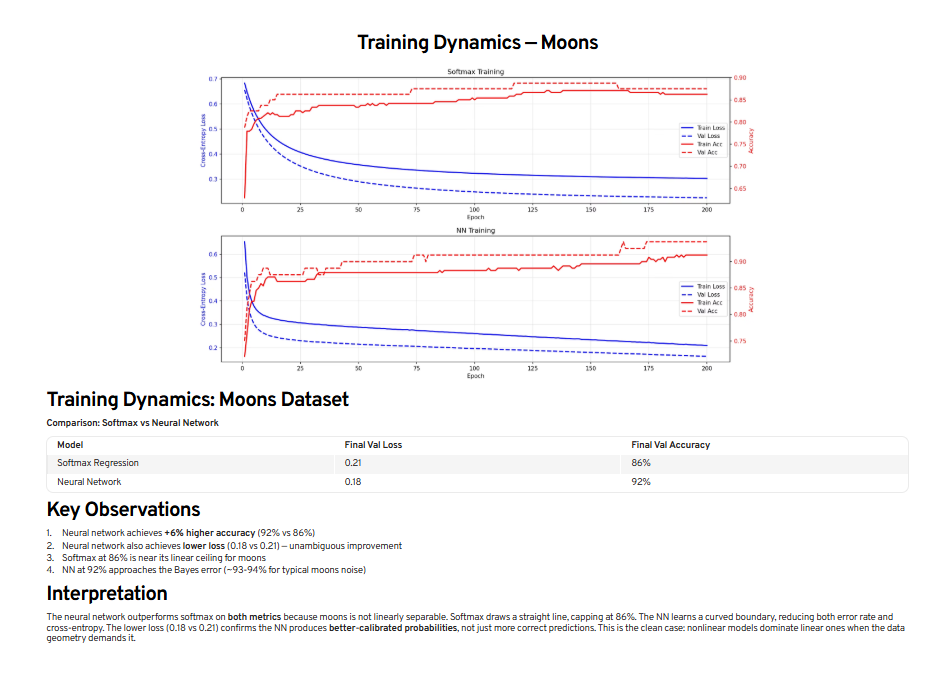 Training Dynamics — Moons
Softmax Training
0.7
0.6
0.5
0.4
0.3
Cross-Entropy Loss
0.90
0.85
0.80
0.75
0.70
0.65
Accuracy
Train Loss
Val Loss
Train Acc
Val Acc
0 25 50 75 100 125 150 175 200
Epoch
NN Training
0.6
0.5
0.4
0.3
0.2
Cross-Entropy Loss
0.90
0.85
0.80
0.75
Accuracy
Train Loss
Val Loss
Train Acc
Val Acc
0 25 50 75 100 125 150 175 200
Epoch
Training Dynamics: Moons Dataset
Comparison: Softmax vs Neural Network
Model Final Val Loss Final Val Accuracy
Softmax Regression 0.21 86%
Neural Network 0.18 92%
Key Observations
1. Neural network achieves +6% higher accuracy (92% vs 86%)
2. Neural network also achieves lower loss (0.18 vs 0.21) — unambiguous improvement
3. Softmax at 86% is near its linear ceiling for moons
4. NN at 92% approaches the Bayes error (~93-94% for typical moons noise)
Interpretation
The neural network outperforms softmax on both metrics because moons is not linearly separable. Softmax draws a straight line, capping at 86%. The NN learns a curved boundary, reducing both error rate and
cross-entropy. The lower loss (0.18 vs 0.21) confirms the NN produces better-calibrated probabilities, not just more correct predictions. This is the clean case: nonlinear models dominate linear ones when the data
geometry demands it.